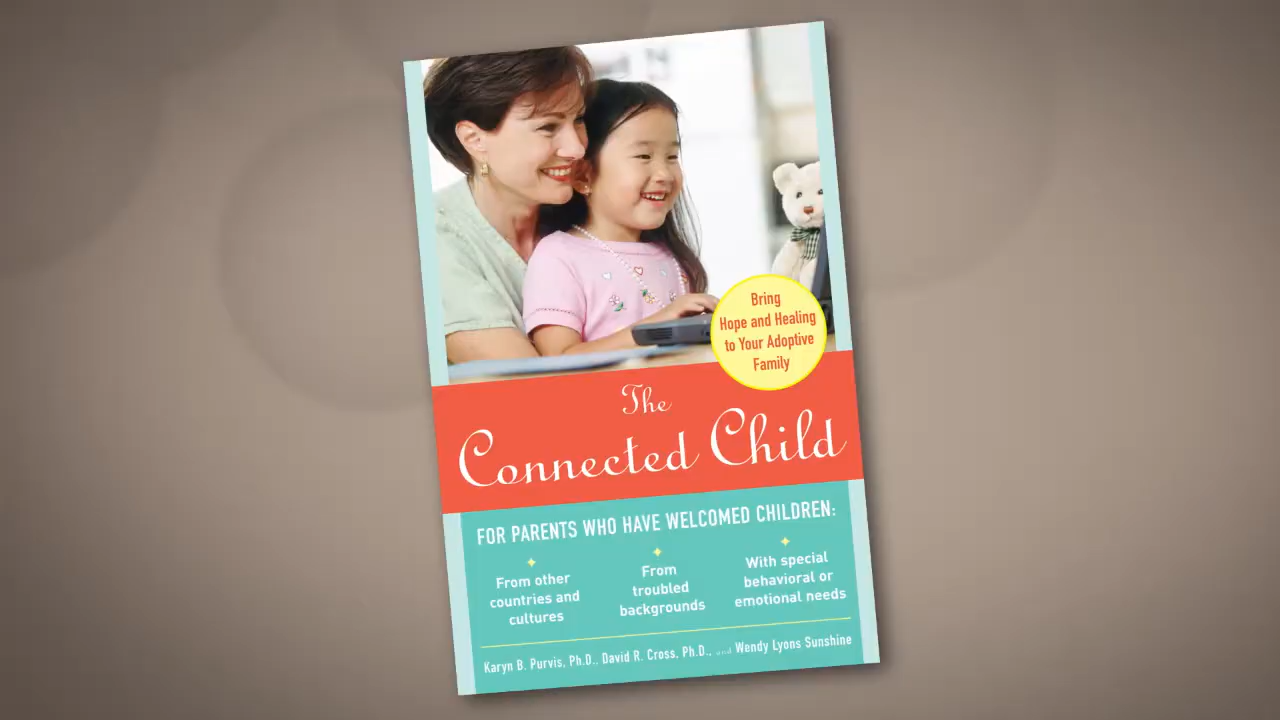 Bring
Hope and Healing
to Your Adoptive
Family
The
Connected Child
FOR PARENTS WHO HAVE WELCOMED CHILDREN:
From other
countries and
cultures
From
troubled
backgrounds
With special
behavioral or
emotional needs
Karyn B. Purvis, Ph.D., David R. Cross, Ph.D., and Wendy Lyons Sunshine